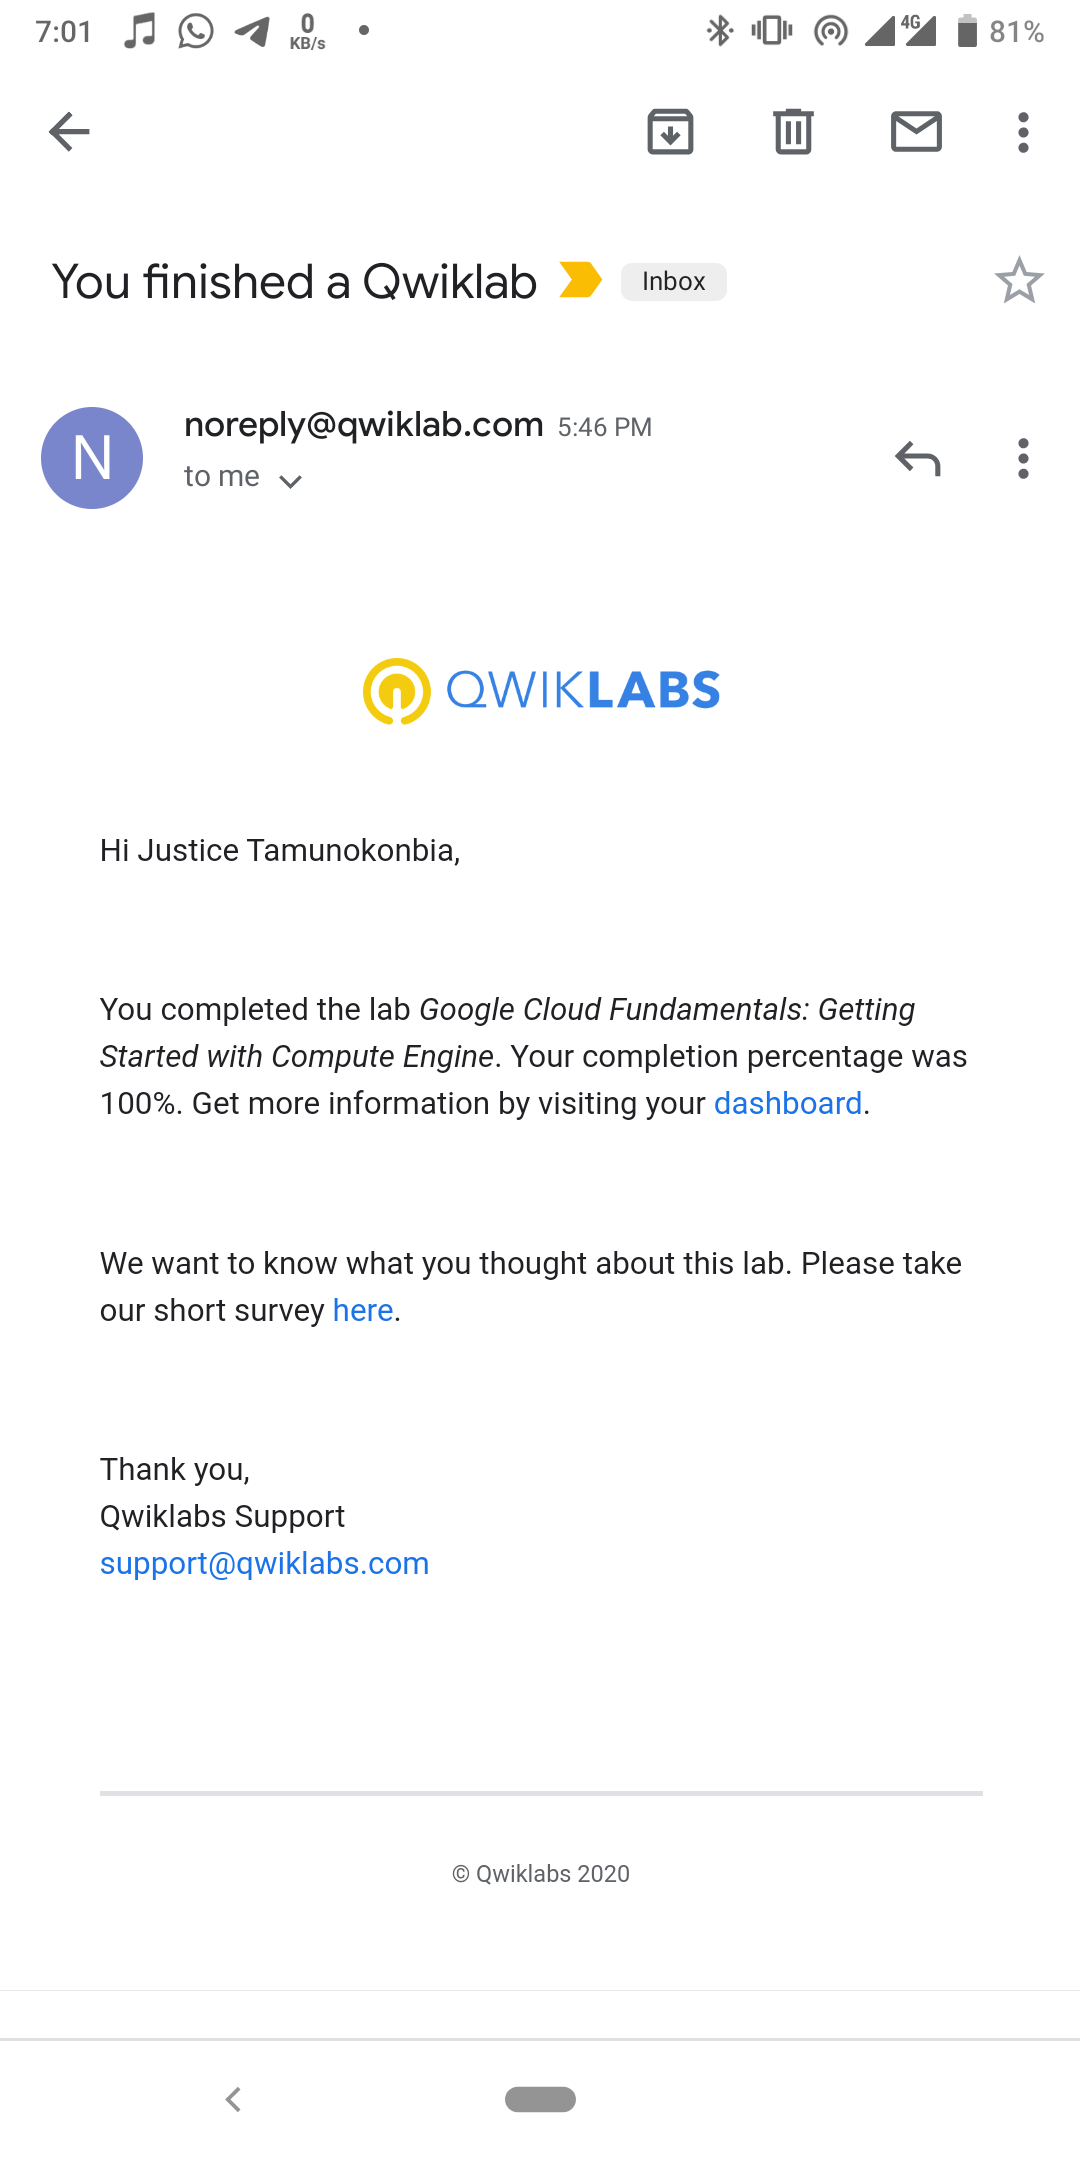 7:01 0 KB/s 4G 81%
You finished a Qwiklab Inbox
N noreply@qwiklab.com 5:46 PM
to me
QWIKLABS
Hi Justice Tamunokonbia,
You completed the lab Google Cloud Fundamentals: Getting
Started with Compute Engine. Your completion percentage was
100%. Get more information by visiting your dashboard.
We want to know what you thought about this lab. Please take
our short survey here.
Thank you,
Qwiklabs Support
support@qwiklabs.com
© Qwiklabs 2020